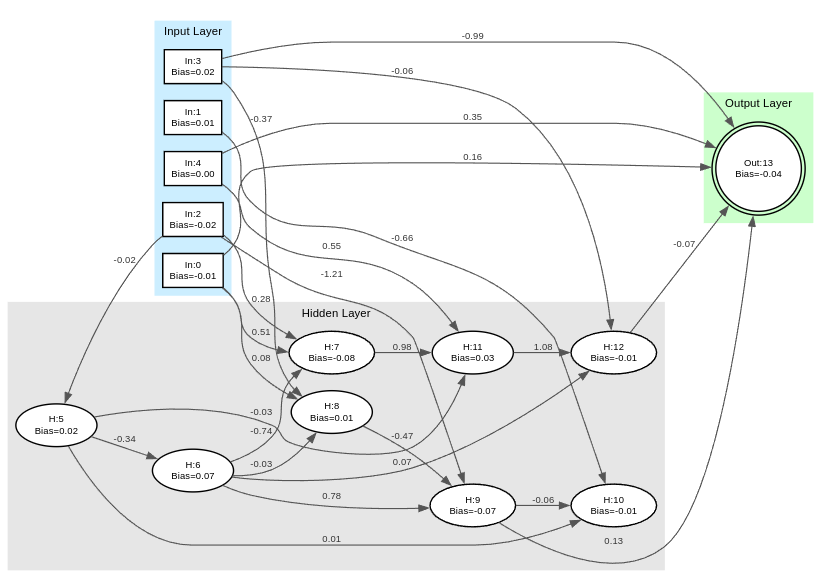 Input Layer
In:3
Bias=0.02
In:1
Bias=0.01
In:4
Bias=0.00
In:2
Bias=-0.02
In:0
Bias=-0.01
Output Layer
Out:13
Bias=-0.04
-0.99
-0.06
-0.37
0.35
0.16
-0.66
0.55
-0.02
-1.21
-0.07
0.28
Hidden Layer
0.51
0.08
H:7
Bias=-0.08
0.98
H:11
Bias=0.03
1.08
H:12
Bias=-0.01
H:8
Bias=0.01
-0.03
-0.74
H:5
Bias=0.02
-0.34
-0.47
H:6
Bias=0.07
-0.03
0.07
0.78
H:9
Bias=-0.07
-0.06
H:10
Bias=-0.01
0.01
0.13